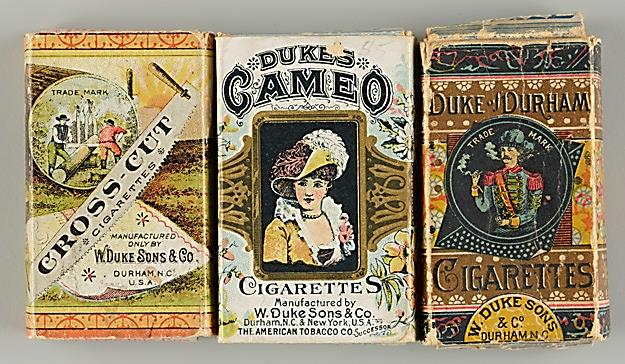 TRADE MARK
CROSS-CUT
CIGARETTES
MANUFACTURED
ONLY BY
W. DUKE SONS & CO.
DURHAM, N.C.
U.S.A.
DUKE'S
CAMEO
CIGARETTES
Manufactured by
W. Duke Sons & Co.
Durham, N.C. & New York, U.S.A.
THE AMERICAN TOBACCO CO. SUCCESSOR.
DUKE OF DURHAM
TRADE MARK
CIGARETTES
W. DUKE SONS
& Co.
DURHAM, N.C.